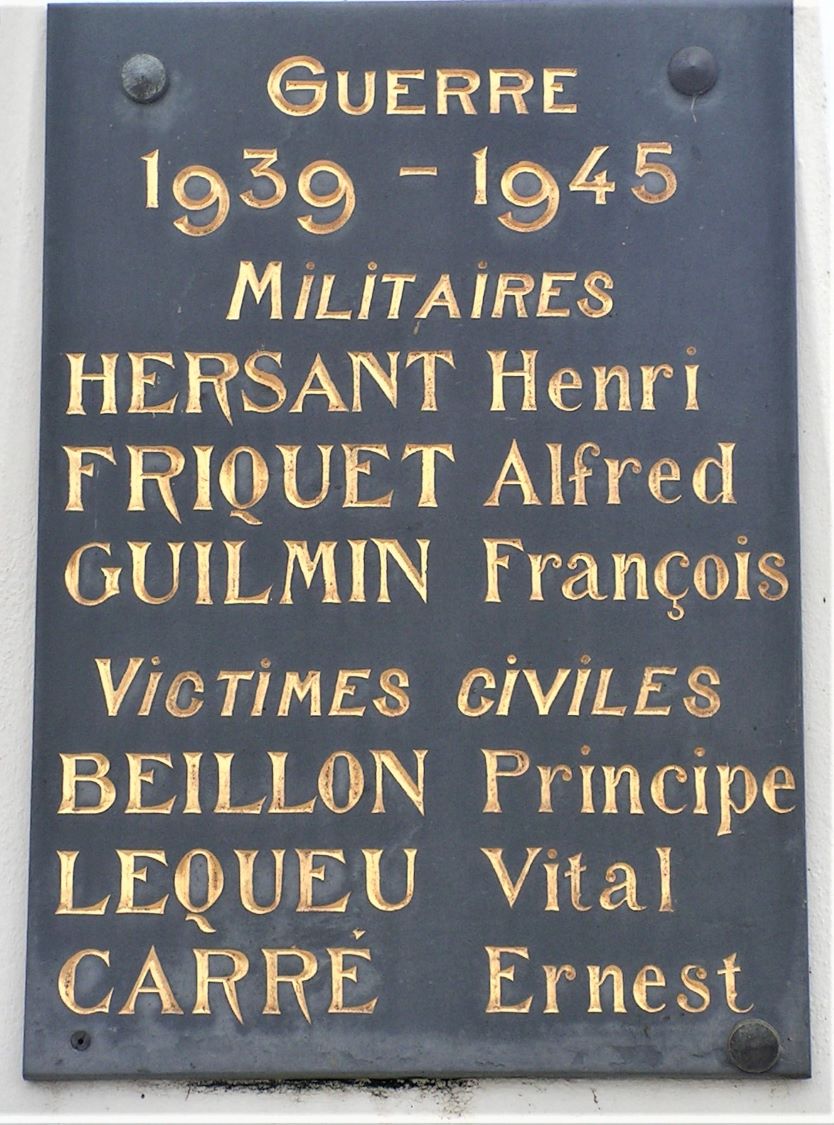 GUERRE
1939 - 1945
MILITAIRES
HERSANT Henri
FRIQUET Alfred
GUILMIN François
VICTIMES CIVILES
BEILLON Principe
LEQUEU Vital
CARRÉ Ernest